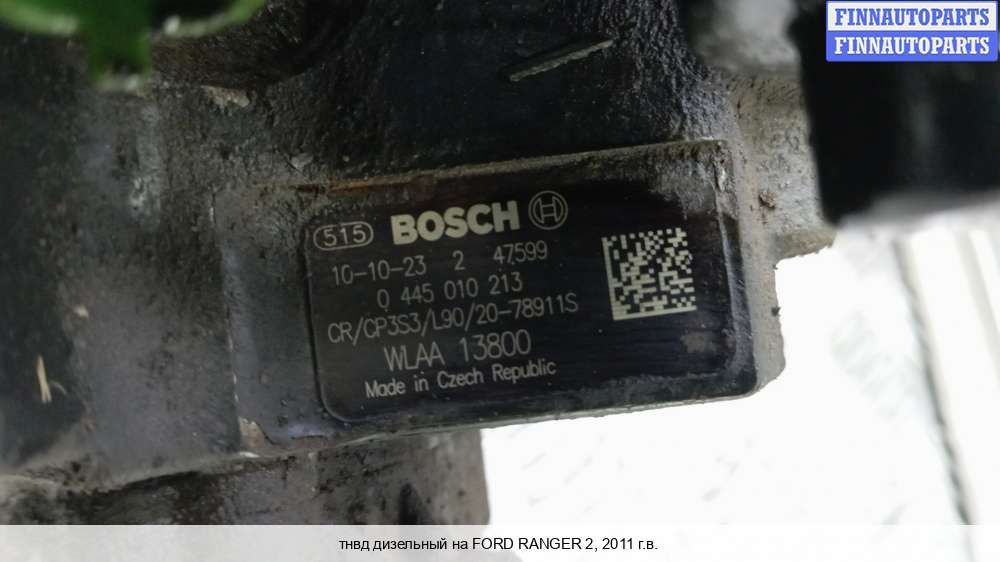 FINNAUTOPARTS
FINNAUTOPARTS
515 BOSCH
10-10-23 2 47599
0 445 010 213
CR/CP3S3/L90/20-78911S
WLAA 13800
Made in Czech Republic
тнвд дизельный на FORD RANGER 2, 2011 г.в.